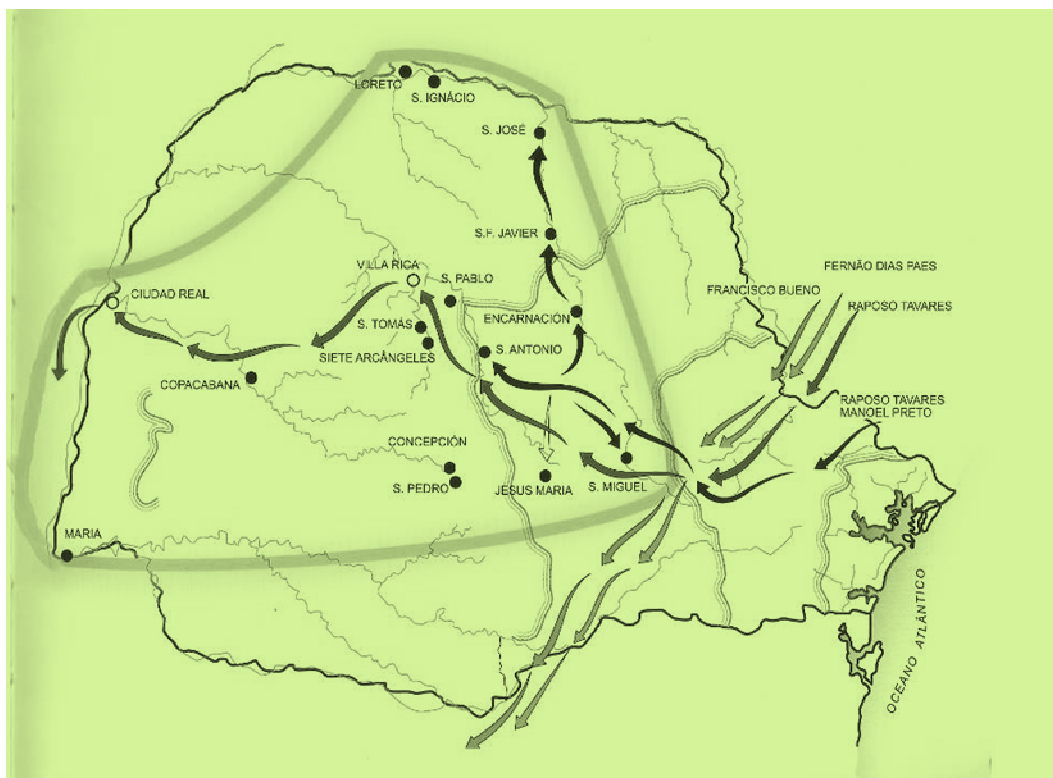 LORETO
S. IGNÁCIO
S. JOSÉ
S.F. JAVIER
VILLA RICA
S. PABLO
FERNÃO DIAS PAES
FRANCISCO BUENO
CIUDAD REAL
RAPOSO TAVARES
ENCARNACIÓN
S. TOMAS
S. ANTONIO
SIETE ARCÁNGELES
COPACABANA
RAPOSO TAVARES
MANOEL PRETO
CONCEPCIÓN
S. PEDRO
JESUS MARIA
S. MIGUEL
MARIA
OCEANO ATLÂNTICO